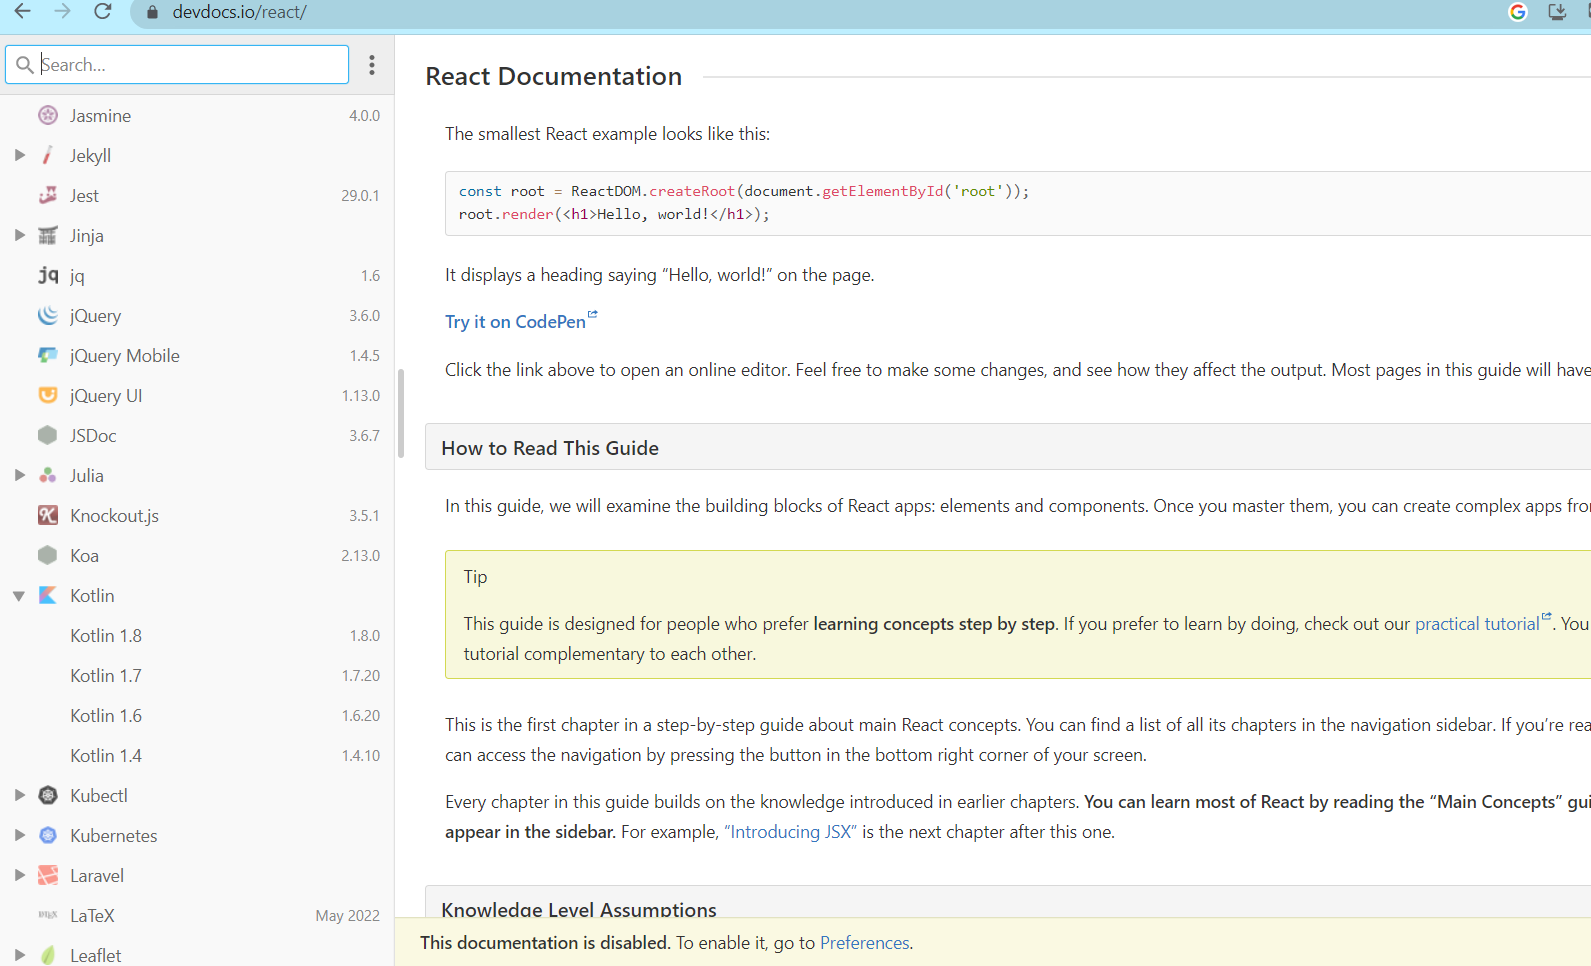 devdocs.io/react/
Search...
Jasmine 4.0.0
Jekyll
Jest 29.0.1
Jinja
jq jq 1.6
jQuery 3.6.0
jQuery Mobile 1.4.5
jQuery UI 1.13.0
JSDoc 3.6.7
Julia
Knockout.js 3.5.1
Koa 2.13.0
Kotlin
Kotlin 1.8 1.8.0
Kotlin 1.7 1.7.20
Kotlin 1.6 1.6.20
Kotlin 1.4 1.4.10
Kubectl
Kubernetes
Laravel
LaTeX May 2022
Leaflet
React Documentation
The smallest React example looks like this:
const root = ReactDOM.createRoot(document.getElementById('root'));
root.render(<h1>Hello, world!</h1>);
It displays a heading saying “Hello, world!” on the page.
Try it on CodePen
Click the link above to open an online editor. Feel free to make some changes, and see how they affect the output. Most pages in this guide will have
How to Read This Guide
In this guide, we will examine the building blocks of React apps: elements and components. Once you master them, you can create complex apps fro
Tip
This guide is designed for people who prefer learning concepts step by step. If you prefer to learn by doing, check out our practical tutorial. You
tutorial complementary to each other.
This is the first chapter in a step-by-step guide about main React concepts. You can find a list of all its chapters in the navigation sidebar. If you’re rea
can access the navigation by pressing the button in the bottom right corner of your screen.
Every chapter in this guide builds on the knowledge introduced in earlier chapters. You can learn most of React by reading the “Main Concepts” gui
appear in the sidebar. For example, “Introducing JSX” is the next chapter after this one.
Knowledge Level Assumptions
This documentation is disabled. To enable it, go to Preferences.